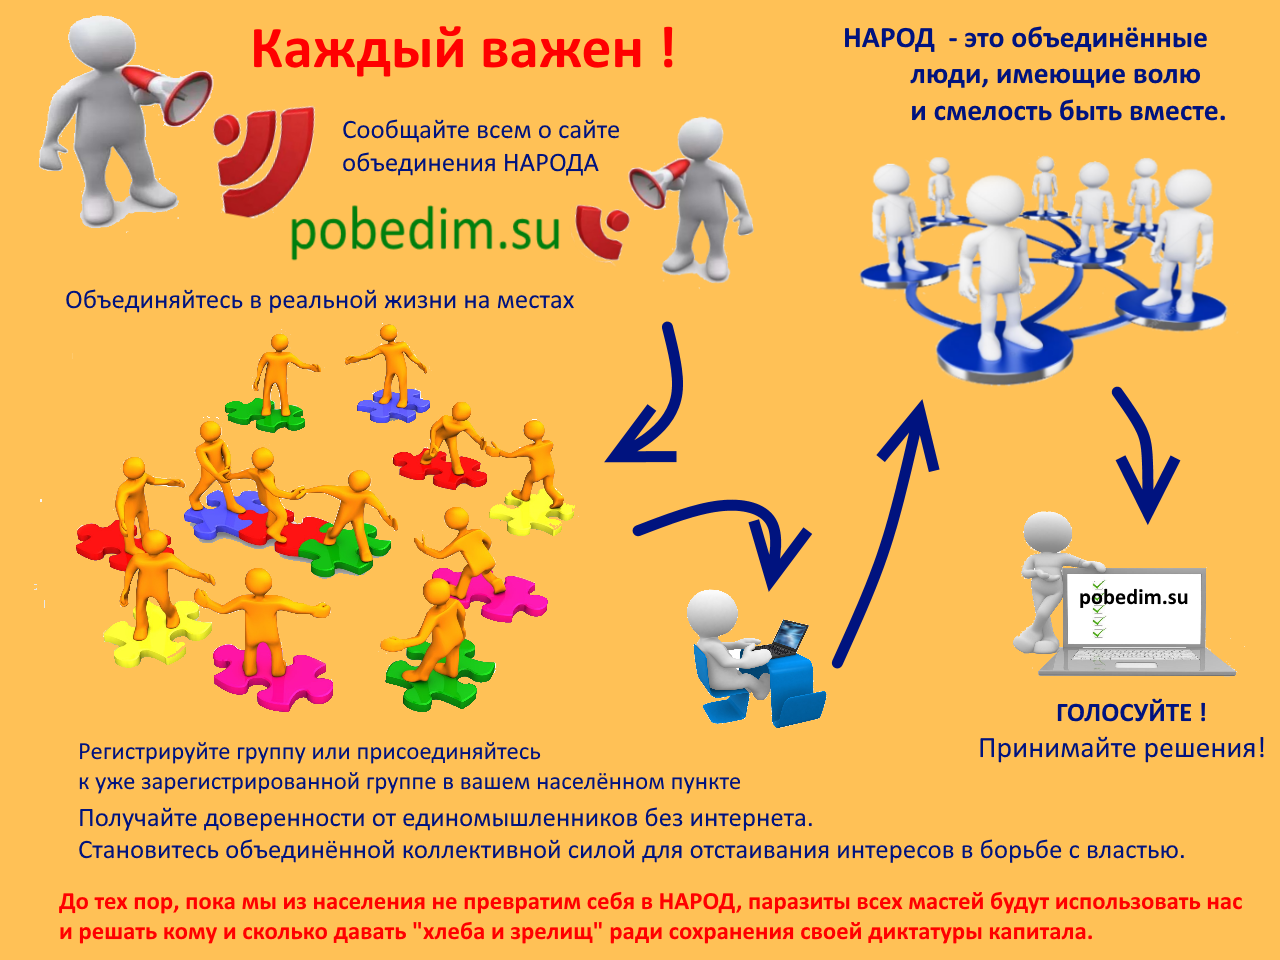 Каждый важен !
Сообщайте всем о сайте
объединения НАРОДА
pobedim.su
НАРОД - это объединённые
люди, имеющие волю
и смелость быть вместе.
Объединяйтесь в реальной жизни на местах
pobedim.su
ГОЛОСУЙТЕ !
Принимайте решения!
Регистрируйте группу или присоединяйтесь
к уже зарегистрированной группе в вашем населённом пункте
Получайте доверенности от единомышленников без интернета.
Становитесь объединённой коллективной силой для отстаивания интересов в борьбе с властью.
До тех пор, пока мы из населения не превратим себя в НАРОД, паразиты всех мастей будут использовать нас
и решать кому и сколько давать "хлеба и зрелищ" ради сохранения своей диктатуры капитала.